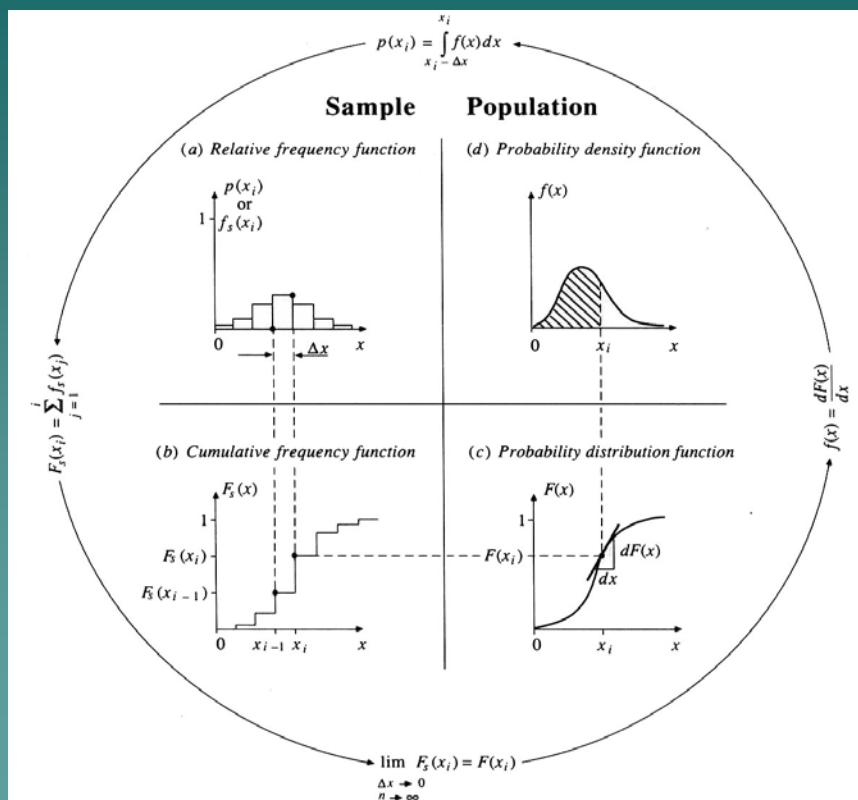 p(x_i) = ∫_{x_i − Δx}^{x_i} f(x)dx
Sample Population
(a) Relative frequency function
p(x_i)
or
f_s(x_i)
1
0
x
Δx
(d) Probability density function
f(x)
0
x_i
x
F_s(x_i) = Σ_{j = 1}^{i} f_s(x_j)
f(x) = dF(x)/dx
(b) Cumulative frequency function
F_s(x)
1
F_s(x_i)
F_s(x_{i−1})
0
x_{i−1}
x_i
x
(c) Probability distribution function
F(x)
1
F(x_i)
dF(x)
dx
0
x_i
x
lim F_s(x_i) = F(x_i)
Δx → 0
n → ∞